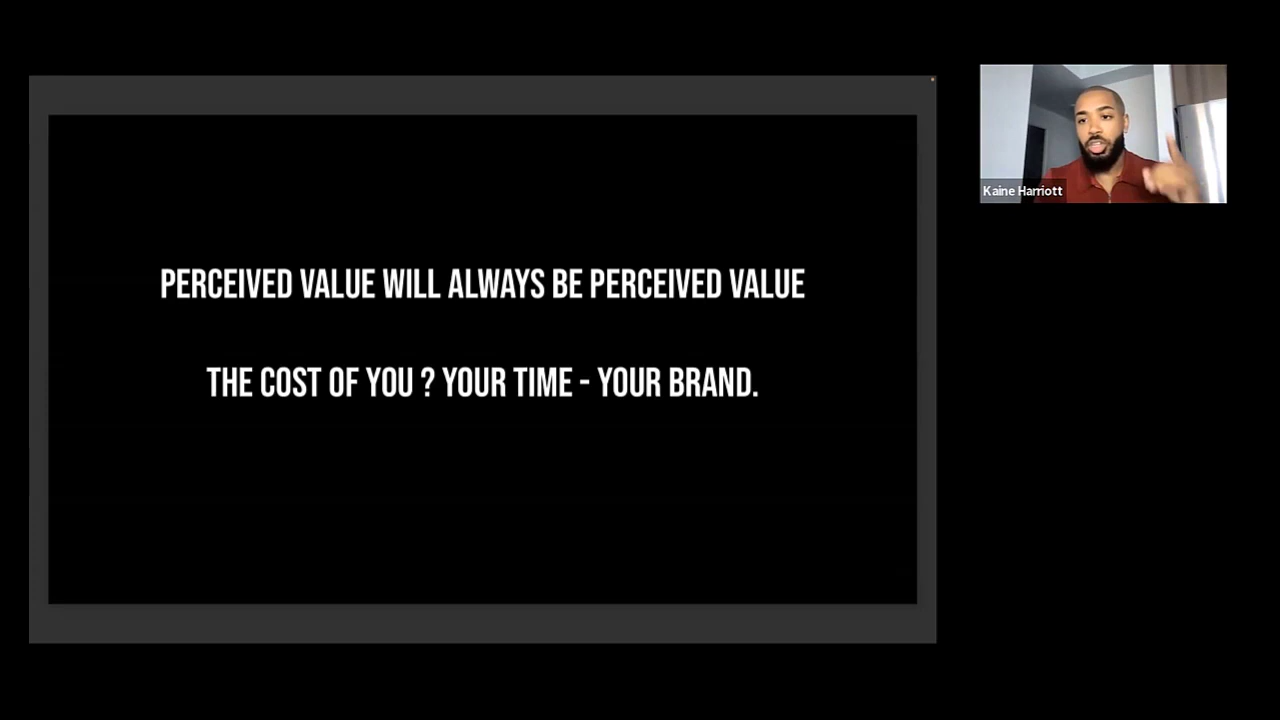 PERCEIVED VALUE WILL ALWAYS BE PERCEIVED VALUE
THE COST OF YOU ? YOUR TIME - YOUR BRAND.
Kaine Harriott